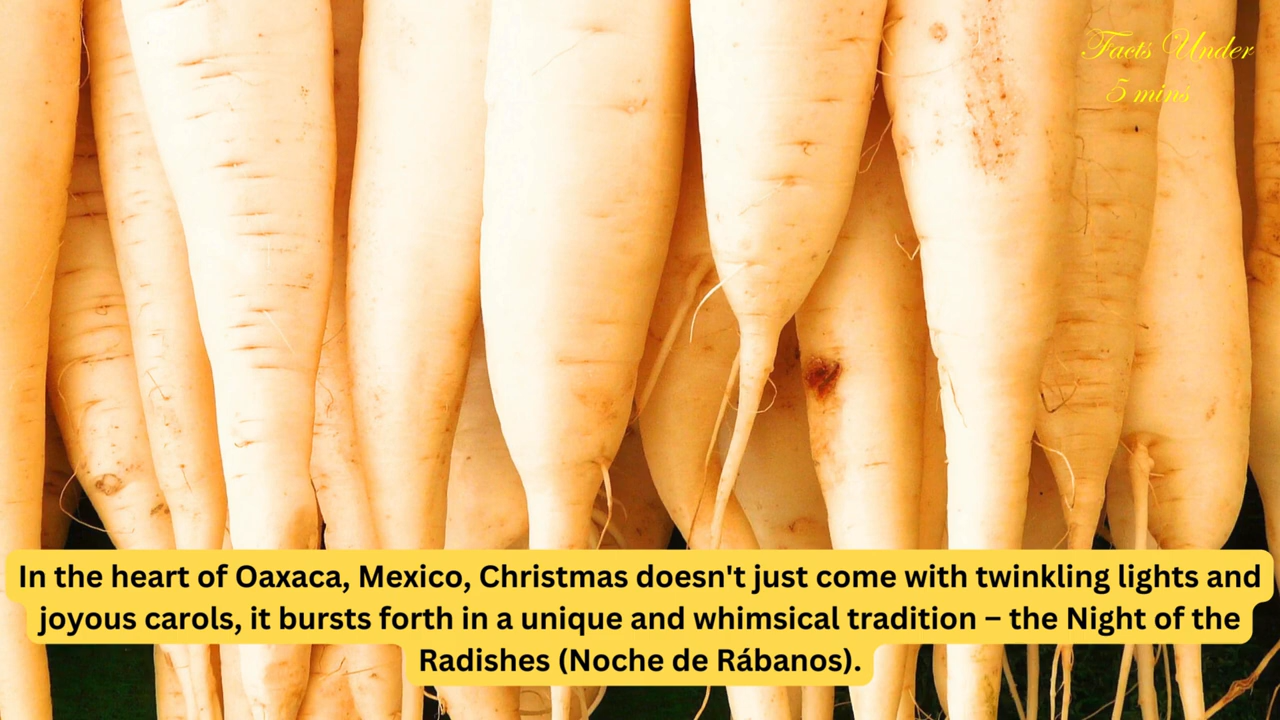 Facts Under
5 mins
In the heart of Oaxaca, Mexico, Christmas doesn't just come with twinkling lights and
joyous carols, it bursts forth in a unique and whimsical tradition – the Night of the
Radishes (Noche de Rábanos).